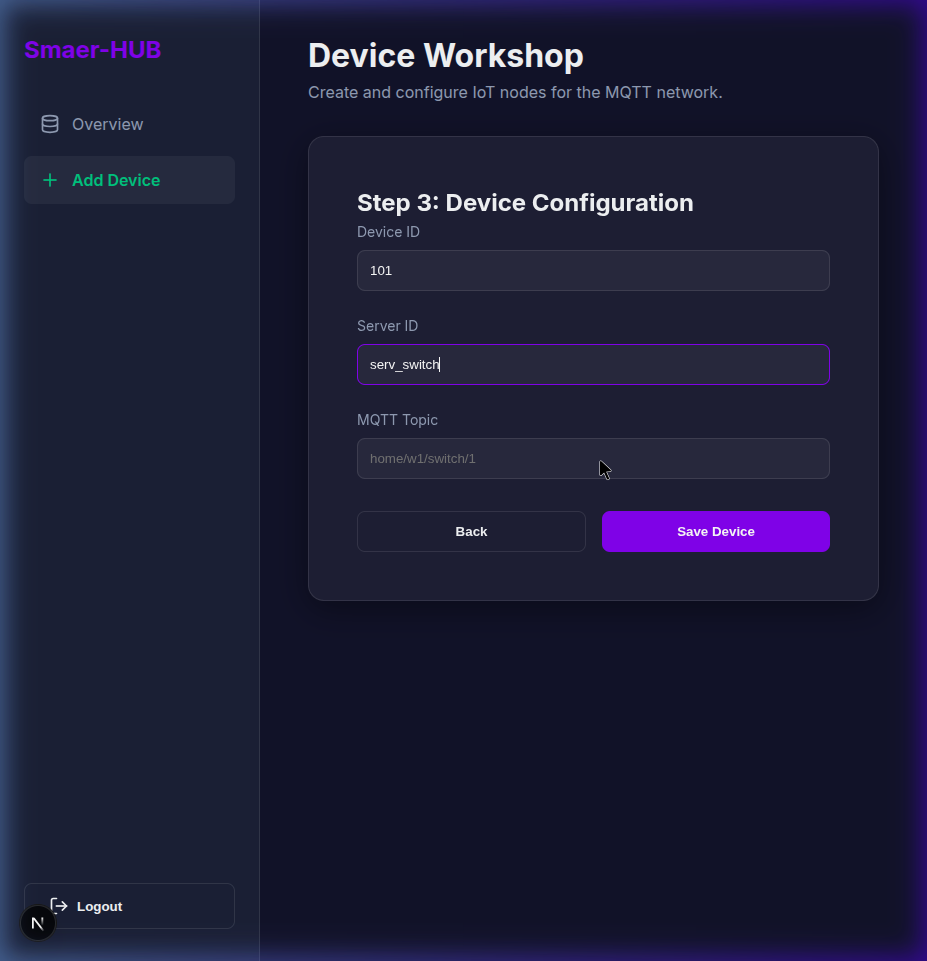 Smaer-HUB
Overview
Add Device
Logout
Device Workshop
Create and configure IoT nodes for the MQTT network.
Step 3: Device Configuration
Device ID
101
Server ID
serv_switch
MQTT Topic
home/w1/switch/1
Back
Save Device
N